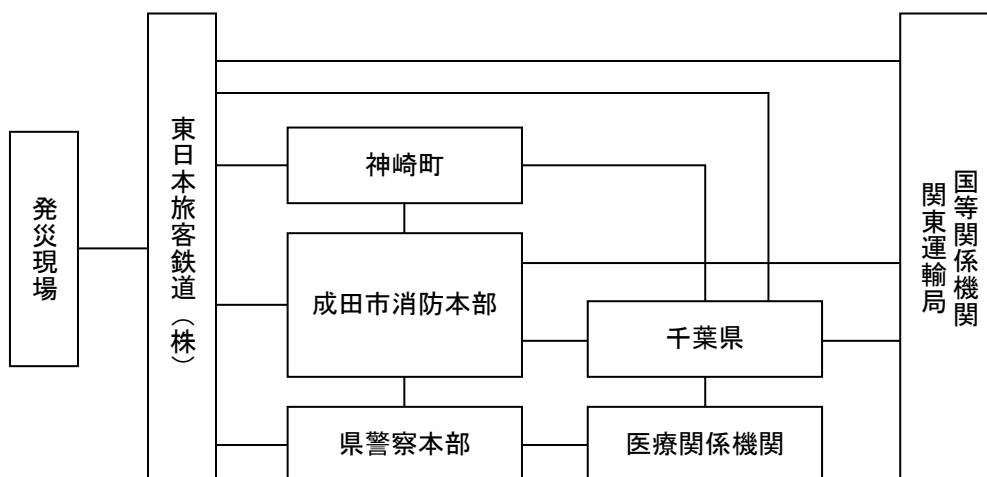 発災現場
東日本旅客鉄道（株）
神崎町
成田市消防本部
県警察本部
千葉県
医療関係機関
国等関係機関
関東運輸局